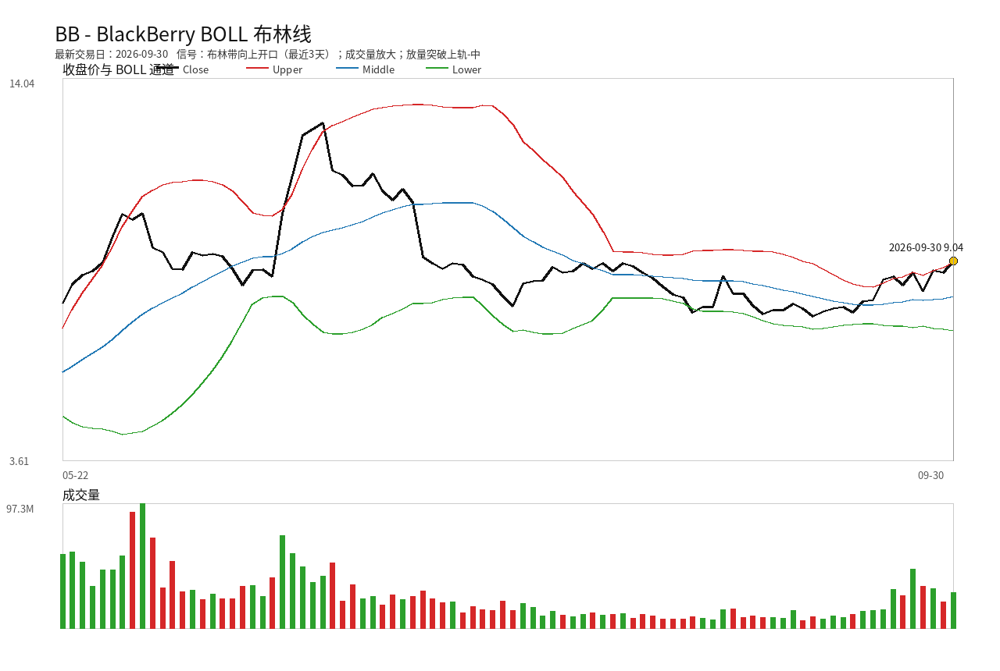 BB - BlackBerry BOLL 布林线
最新交易日：2026-09-30 信号：布林带向上开口（最近3天）；成交量放大；放量突破上轨-中
收盘价与 BOLL 通道 Close Upper Middle Lower
14.04
2026-09-30 9.04
3.61
05-22 09-30
成交量
97.3M